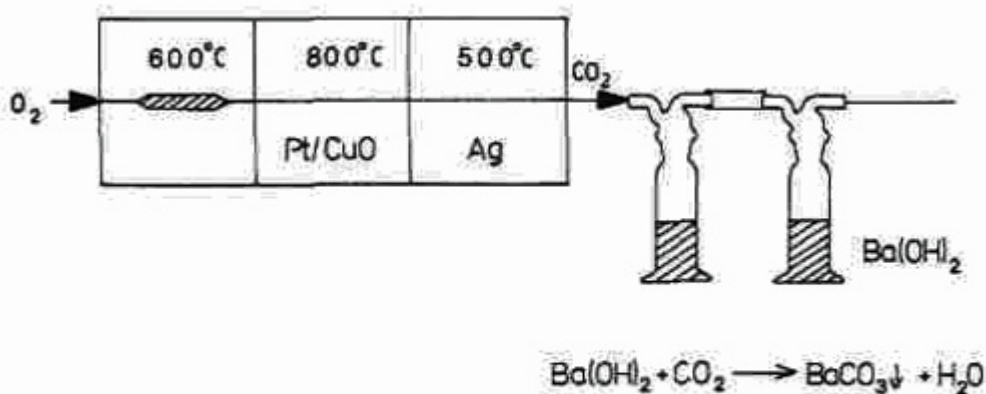 600°C 800°C 500°C
CO₂
O₂
Pt/CuO Ag
Ba(OH)₂
Ba(OH)₂ + CO₂ → BaCO₃↓ + H₂O